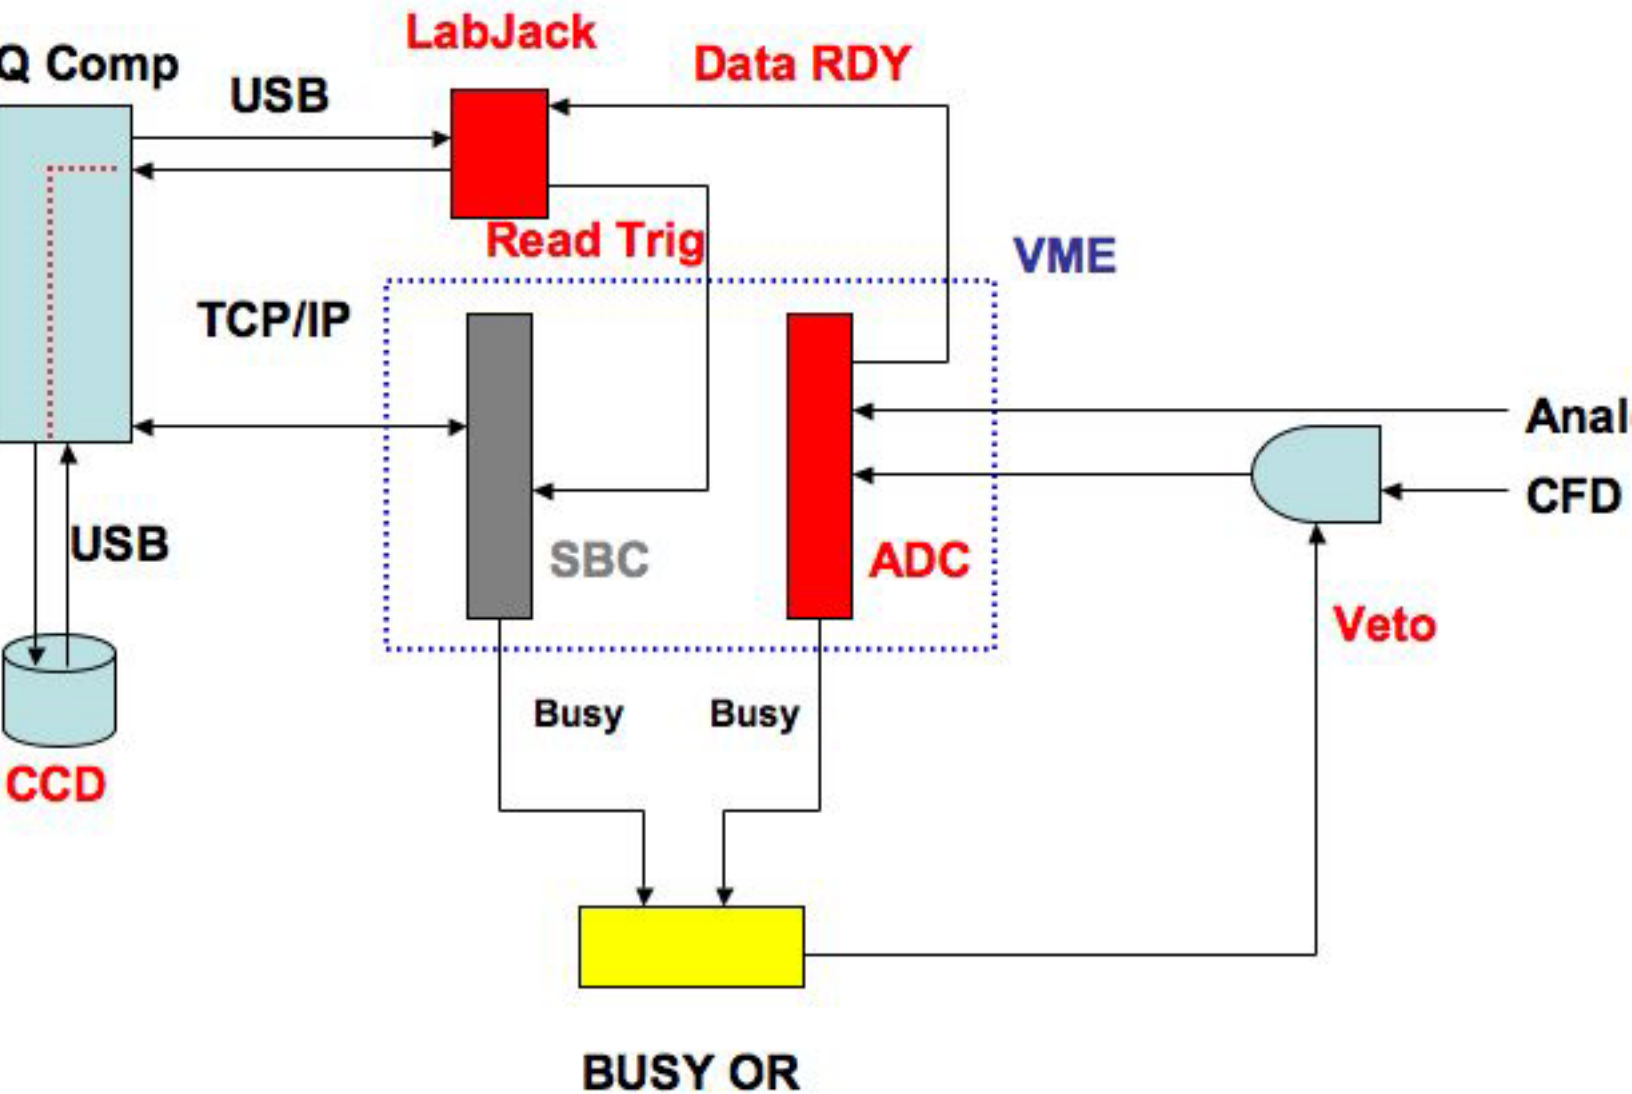 LabJack
Q Comp
Data RDY
USB
Read Trig
VME
TCP/IP
Anal
CFD
USB
SBC
ADC
Veto
Busy
Busy
CCD
BUSY OR